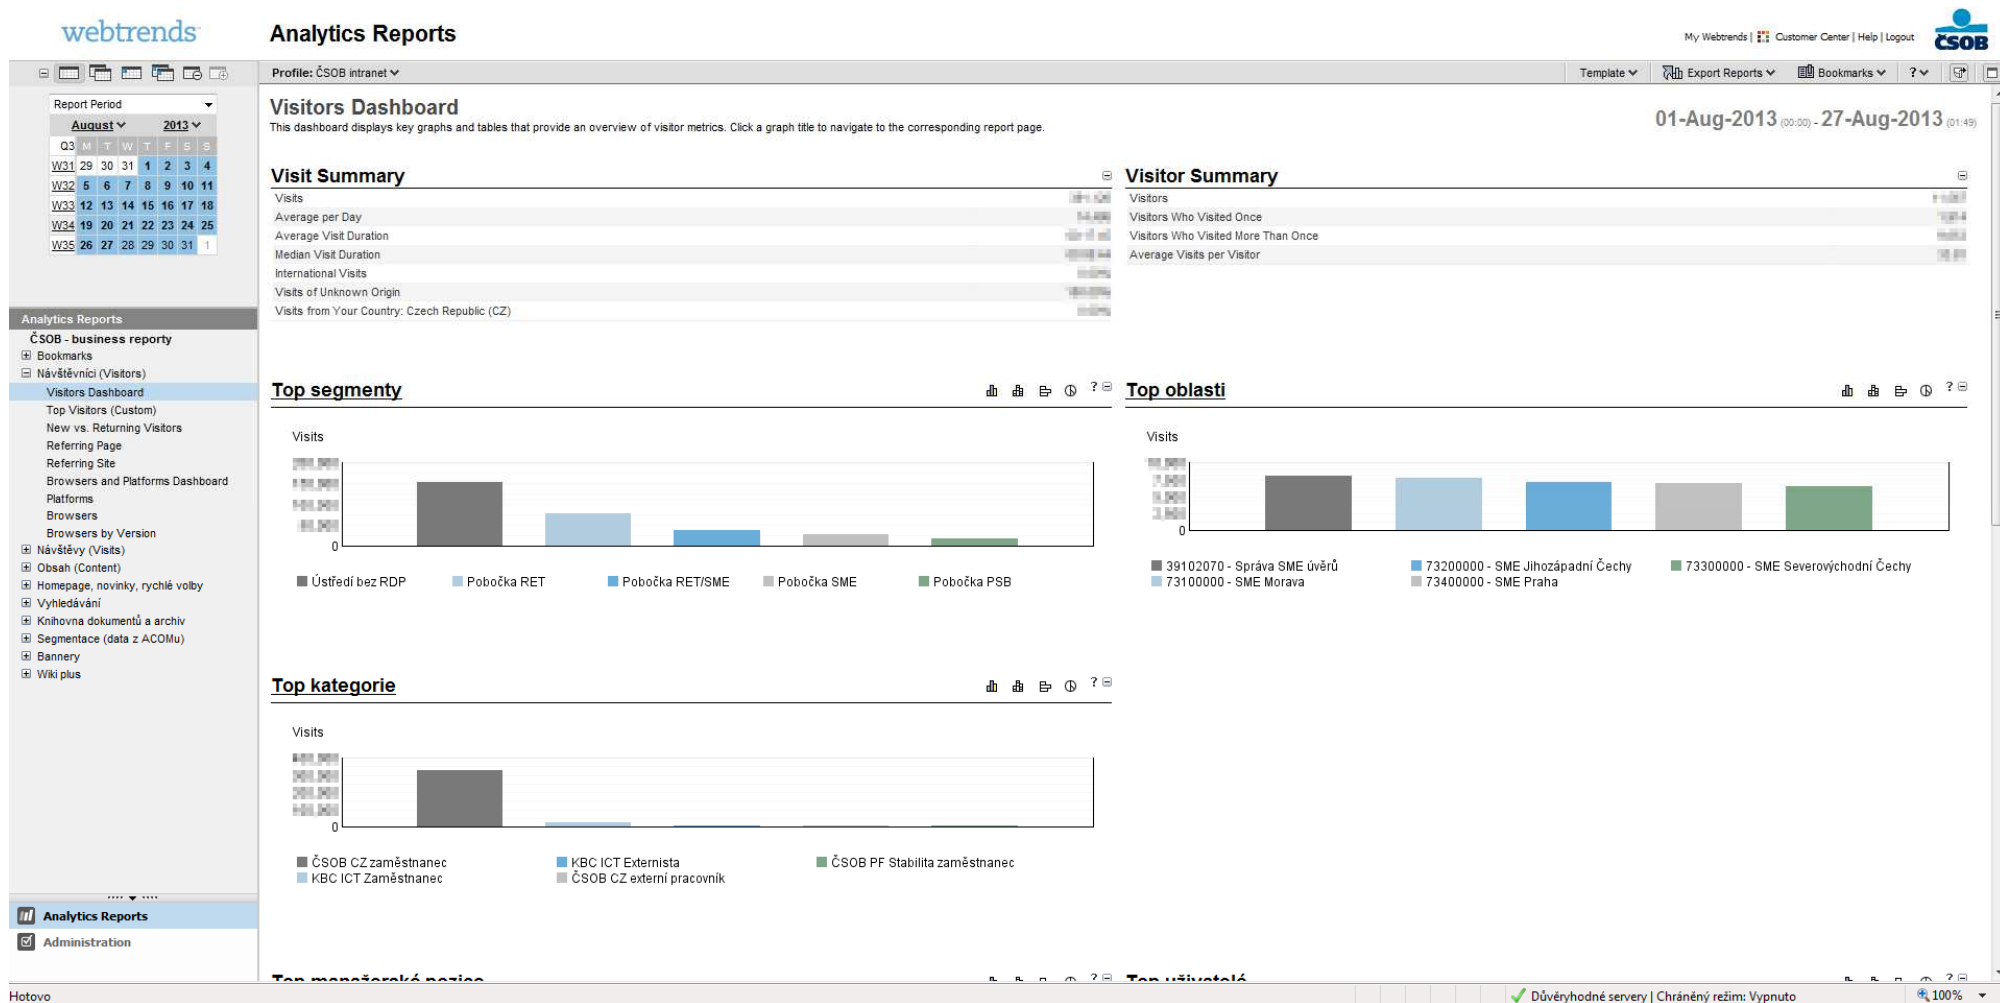 webtrends
Analytics Reports
My Webtrends | Customer Center | Help | Logout
ČSOB
Profile: ČSOB intranet
Template
Export Reports
Bookmarks
?
Report Period
August 2013
Q3 M T W T F S S
W31 29 30 31 1 2 3 4
W32 5 6 7 8 9 10 11
W33 12 13 14 15 16 17 18
W34 19 20 21 22 23 24 25
W35 26 27 28 29 30 31 1
Analytics Reports
ČSOB - business reporty
Bookmarks
Návštěvníci (Visitors)
Visitors Dashboard
Top Visitors (Custom)
New vs. Returning Visitors
Referring Page
Referring Site
Browsers and Platforms Dashboard
Platforms
Browsers
Browsers by Version
Návštěvy (Visits)
Obsah (Content)
Homepage, novinky, rychlé volby
Vyhledávání
Knihovna dokumentů a archiv
Segmentace (data z ACOMu)
Bannery
Wiki plus
Analytics Reports
Administration
Visitors Dashboard
This dashboard displays key graphs and tables that provide an overview of visitor metrics. Click a graph title to navigate to the corresponding report page.
01-Aug-2013 (00:00) - 27-Aug-2013 (01:49)
Visit Summary
Visits
Average per Day
Average Visit Duration
Median Visit Duration
International Visits
Visits of Unknown Origin
Visits from Your Country: Czech Republic (CZ)
Visitor Summary
Visitors
Visitors Who Visited Once
Visitors Who Visited More Than Once
Average Visits per Visitor
Top segmenty
?
Visits
0
Ústředí bez RDP
Pobočka RET
Pobočka RET/SME
Pobočka SME
Pobočka PSB
Top oblasti
?
Visits
0
39102070 - Správa SME úvěrů
73200000 - SME Jihozápadní Čechy
73300000 - SME Severovýchodní Čechy
73100000 - SME Morava
73400000 - SME Praha
Top kategorie
?
Visits
0
ČSOB CZ zaměstnanec
KBC ICT Externista
ČSOB PF Stabilita zaměstnanec
KBC ICT Zaměstnanec
ČSOB CZ externí pracovník
Top manažerské pozice
?
Top uživatelé
?
Hotovo
Důvěryhodné servery | Chráněný režim: Vypnuto
100%